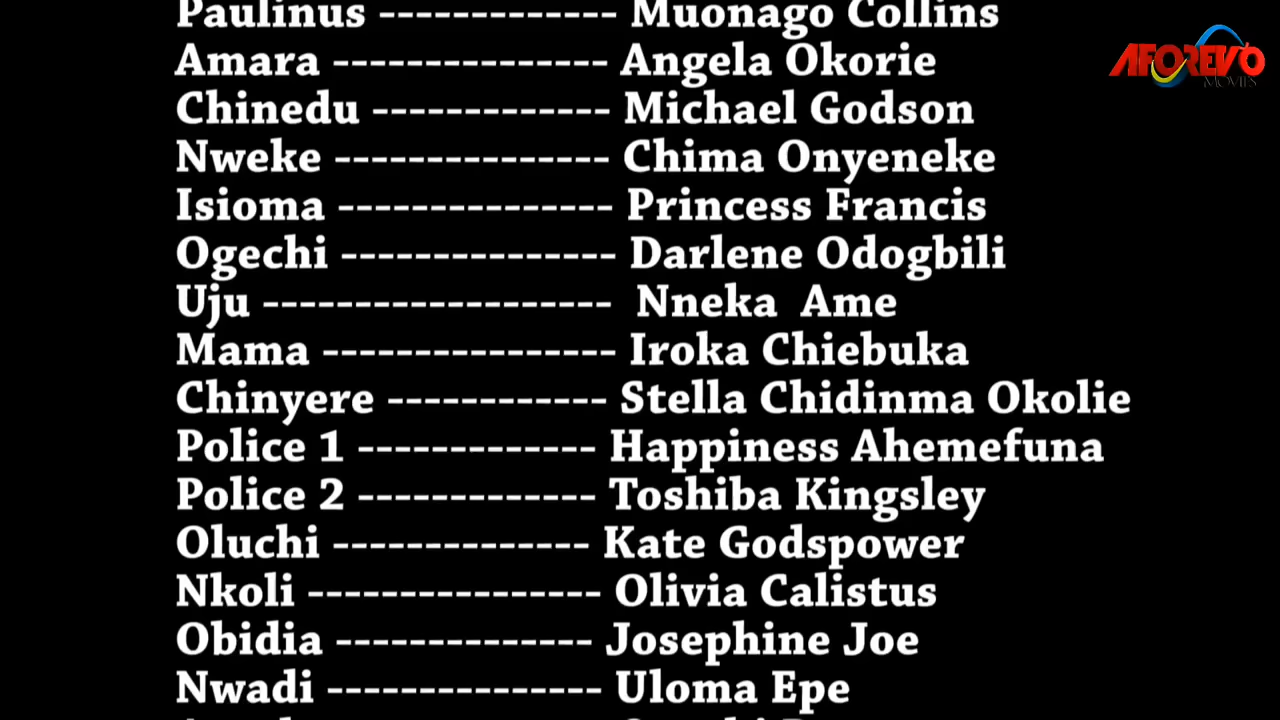 Paulinus ------------- Muonago Collins
AFOREVO
MOVIES
Amara --------------- Angela Okorie
Chinedu ------------- Michael Godson
Nweke --------------- Chima Onyeneke
Isioma --------------- Princess Francis
Ogechi --------------- Darlene Odogbili
Uju ------------------- Nneka  Ame
Mama ---------------- Iroka Chiebuka
Chinyere ------------ Stella Chidinma Okolie
Police 1 ------------- Happiness Ahemefuna
Police 2 ------------- Toshiba Kingsley
Oluchi -------------- Kate Godspower
Nkoli ---------------- Olivia Calistus
Obidia -------------- Josephine Joe
Nwadi --------------- Uloma Epe